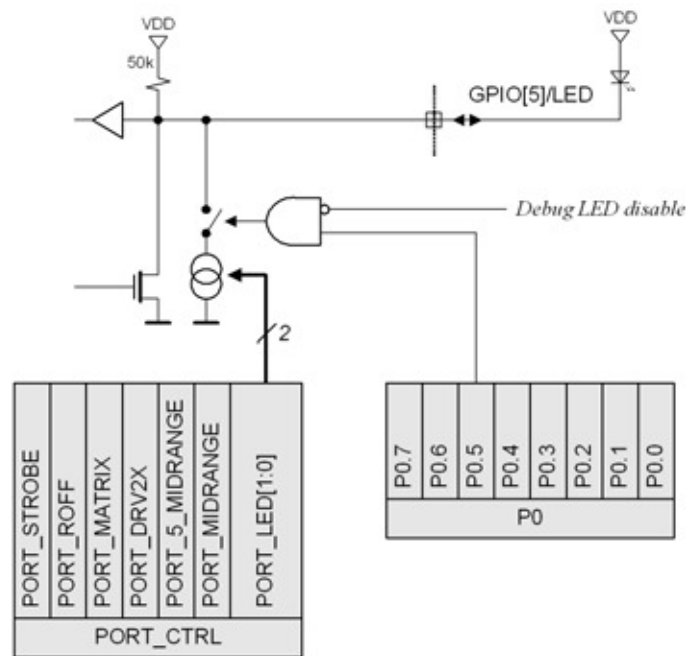 VDD
VDD
50k
GPIO[5]/LED
Debug LED disable
2
PORT_STROBE
PORT_ROFF
PORT_MATRIX
PORT_DRV2X
PORT_5_MIDRANGE
PORT_MIDRANGE
PORT_LED[1:0]
PORT_CTRL
P0.7
P0.6
P0.5
P0.4
P0.3
P0.2
P0.1
P0.0
P0